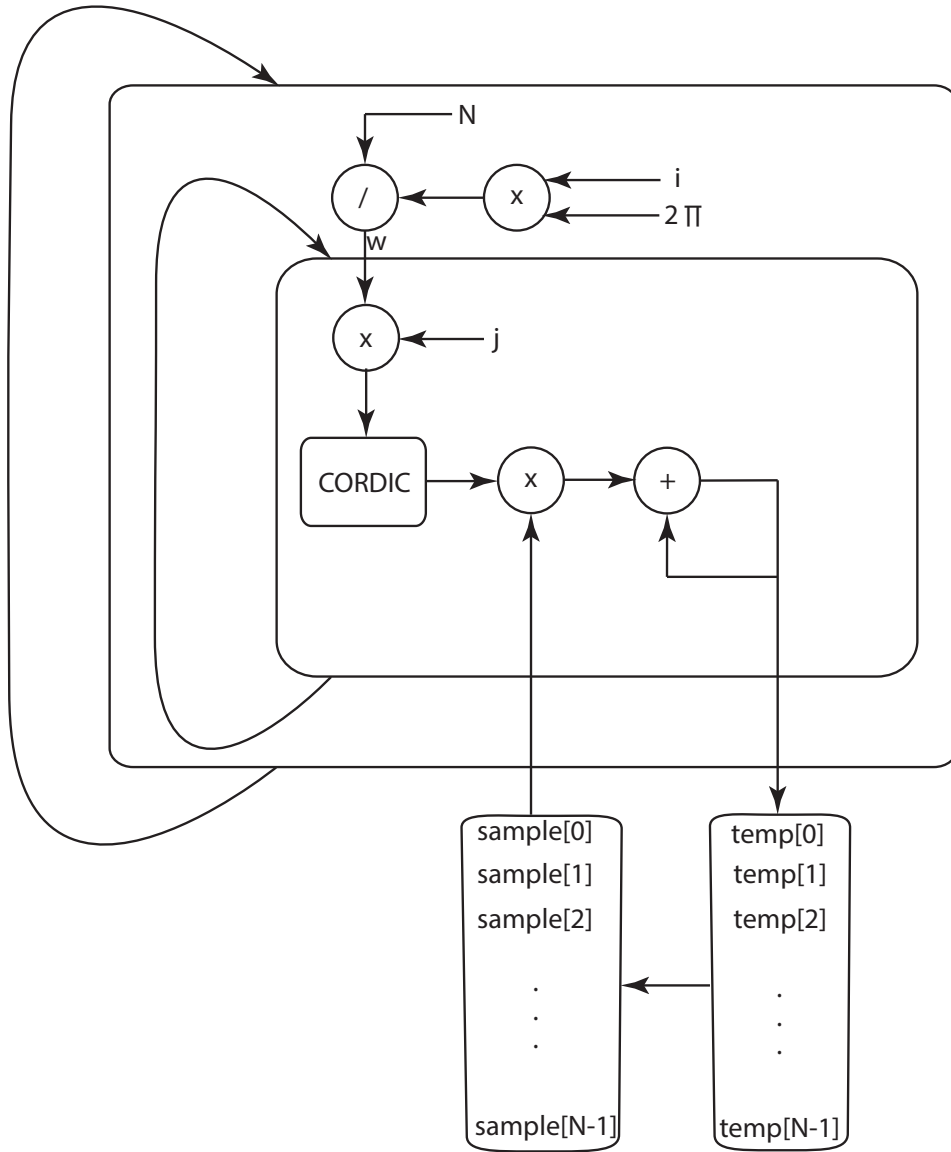 N
/
x
i
2 Π
w
x
j
CORDIC
x
+
sample[0]
sample[1]
sample[2]
.
.
.
sample[N-1]
temp[0]
temp[1]
temp[2]
.
.
.
temp[N-1]